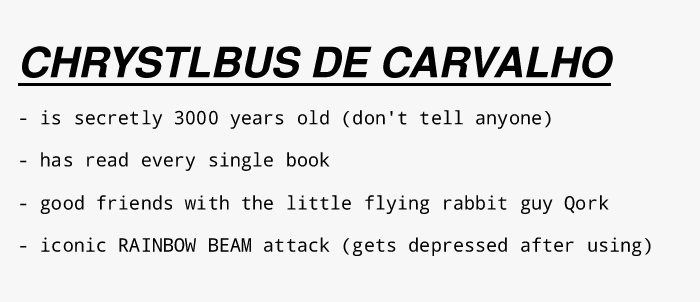 CHRYSTLBUS DE CARVALHO
- is secretly 3000 years old (don't tell anyone)
- has read every single book
- good friends with the little flying rabbit guy Qork
- iconic RAINBOW BEAM attack (gets depressed after using)